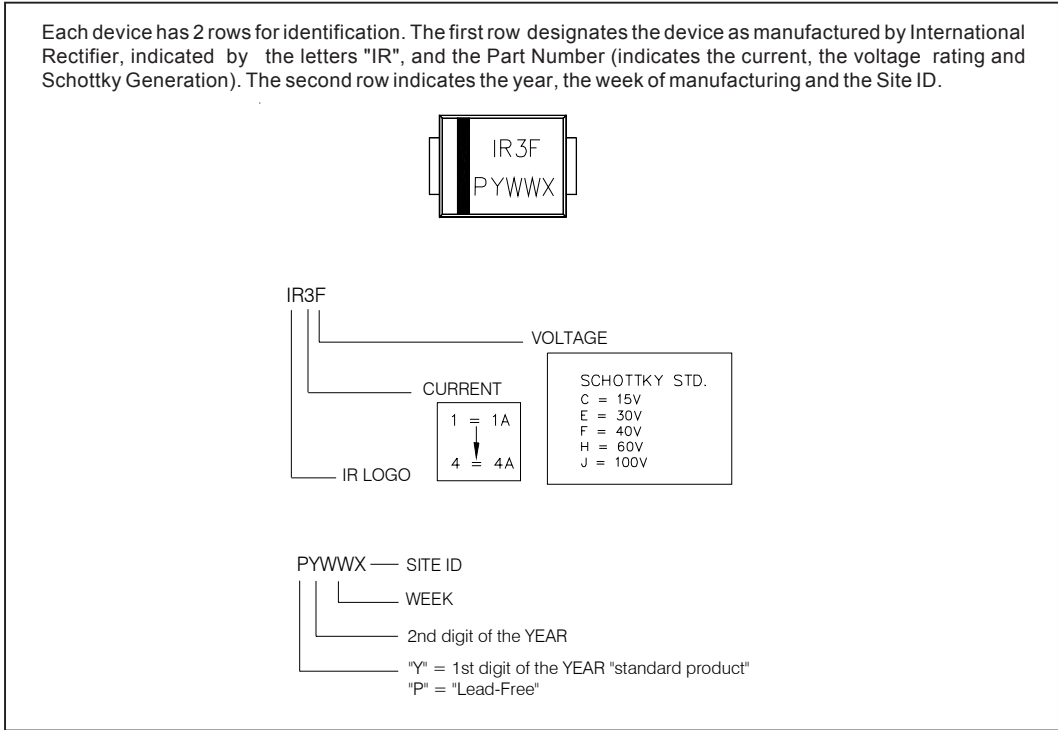 Each device has 2 rows for identification. The first row designates the device as manufactured by International
Rectifier, indicated by the letters "IR", and the Part Number (indicates the current, the voltage rating and
Schottky Generation). The second row indicates the year, the week of manufacturing and the Site ID.
IR3F
PYWWX
IR3F
VOLTAGE
SCHOTTKY STD.
C = 15V
E = 30V
F = 40V
H = 60V
J = 100V
CURRENT
1 = 1A
4 = 4A
IR LOGO
PYWWX
SITE ID
WEEK
2nd digit of the YEAR
"Y" = 1st digit of the YEAR "standard product"
"P" = "Lead-Free"